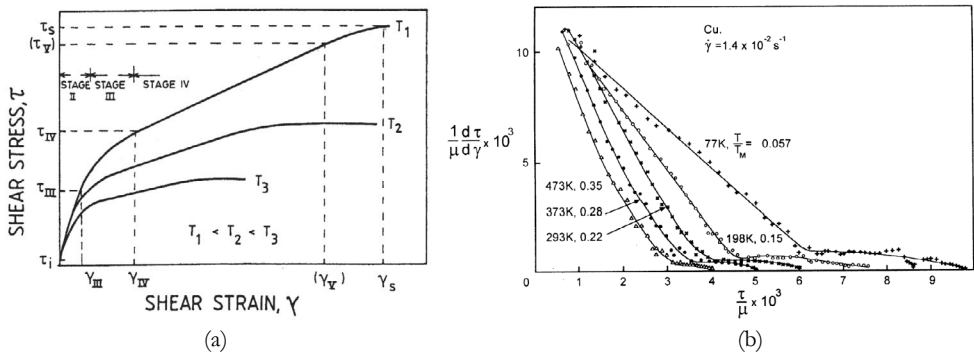 τs
(τV)
τIV
τIII
τi
SHEAR STRESS, τ
STAGE II
STAGE III
STAGE IV
T1
T2
T3
T1 < T2 < T3
γIII
γIV
(γV)
γs
SHEAR STRAIN, γ
(a)
Cu.
γ̇ = 1.4 x 10⁻² s⁻¹
10
5
0
1/μ dτ/dγ × 10³
77K, T/TM = 0.057
473K, 0.35
373K, 0.28
293K, 0.22
198K, 0.15
0 1 2 3 4 5 6 7 8 9
τ/μ × 10³
(b)